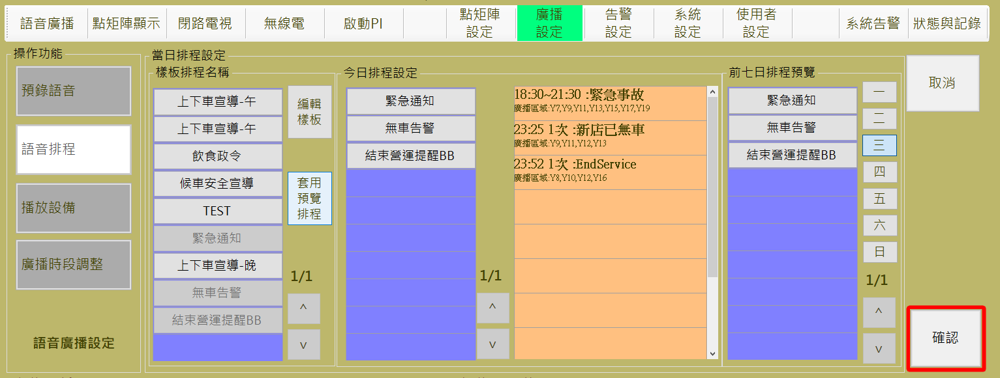 語音廣播
點矩陣顯示
閉路電視
無線電
啟動PI
點矩陣
設定
廣播
設定
告警
設定
系統
設定
使用者
設定
系統告警
狀態與記錄
操作功能
預錄語音
語音排程
播放設備
廣播時段調整
語音廣播設定
當日排程設定
樣板排程名稱
上下車宣導-午
上下車宣導-午
飲食政令
候車安全宣導
TEST
緊急通知
上下車宣導-晚
無車告警
結束營運提醒BB
編輯
樣板
套用
預覽
排程
1/1
^
v
今日排程設定
緊急通知
無車告警
結束營運提醒BB
1/1
^
v
18:30~21:30 :緊急事故
廣播區域:Y7,Y9,Y11,Y13,Y15,Y17,Y19
23:25 1次 :新店已無車
廣播區域:Y9,Y11,Y12,Y13
23:52 1次 :EndService
廣播區域:Y8,Y10,Y12,Y16
前七日排程預覽
緊急通知
無車告警
結束營運提醒BB
一
二
三
四
五
六
日
1/1
^
v
取消
確認